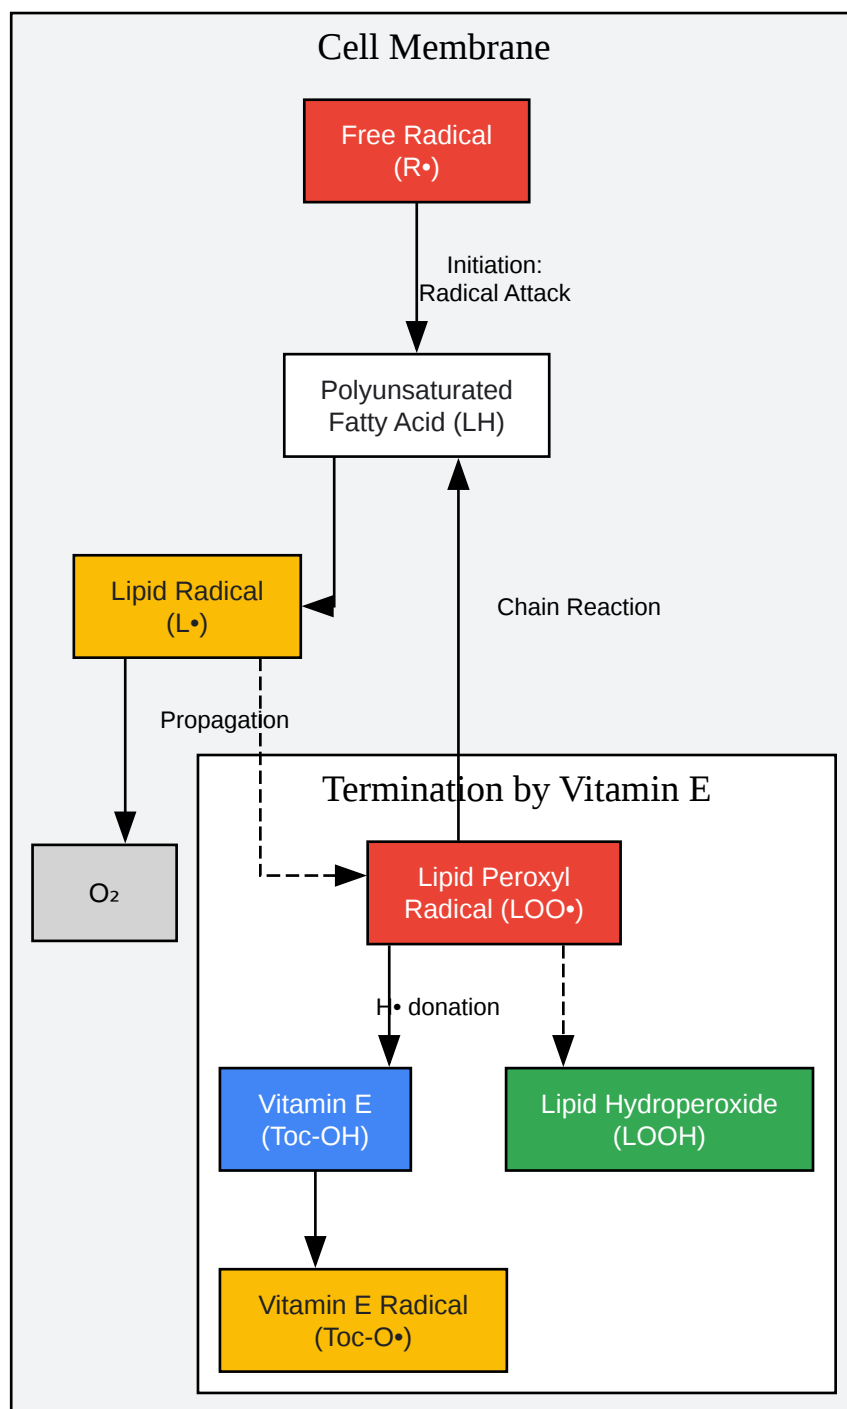 Cell Membrane
Free Radical
(R•)
Initiation:
Radical Attack
Polyunsaturated
Fatty Acid (LH)
Lipid Radical
(L•)
Chain Reaction
Propagation
Termination by Vitamin E
O₂
Lipid Peroxyl
Radical (LOO•)
H• donation
Vitamin E
(Toc-OH)
Lipid Hydroperoxide
(LOOH)
Vitamin E Radical
(Toc-O•)